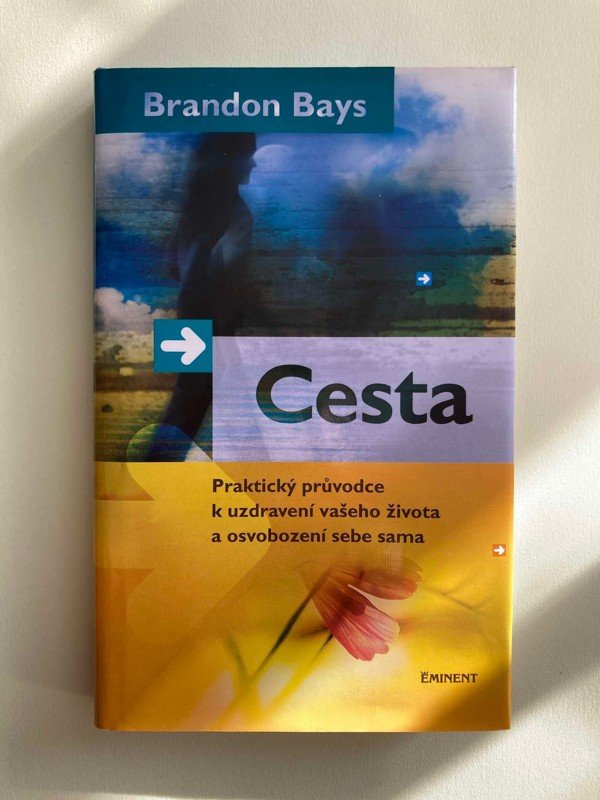 Brandon Bays
Cesta
Praktický průvodce
k uzdravení vašeho života
a osvobození sebe sama
EMINENT